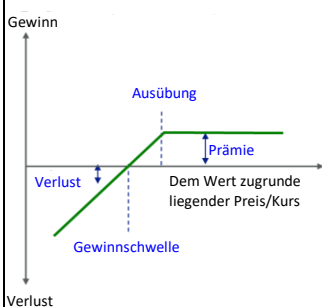 Gewinn
Ausübung
Prämie
Verlust
Dem Wert zugrunde
liegender Preis/Kurs
Gewinnschwelle
Verlust